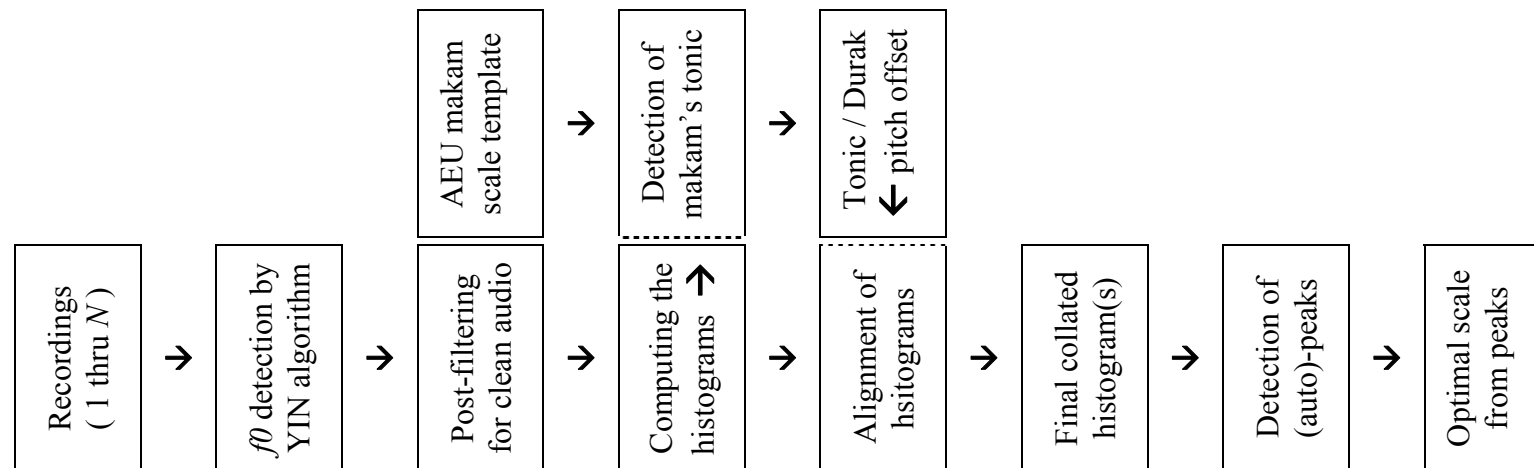 AEU makam
scale template
→
Detection of
makam's tonic
→
Tonic / Durak
← pitch offset
Recordings
( 1 thru N )
→
f0 detection by
YIN algorithm
→
Post-filtering
for clean audio
→
Computing the
histograms →
→
Alignment of
hsitograms
→
Final collated
histogram(s)
→
Detection of
(auto)-peaks
→
Optimal scale
from peaks